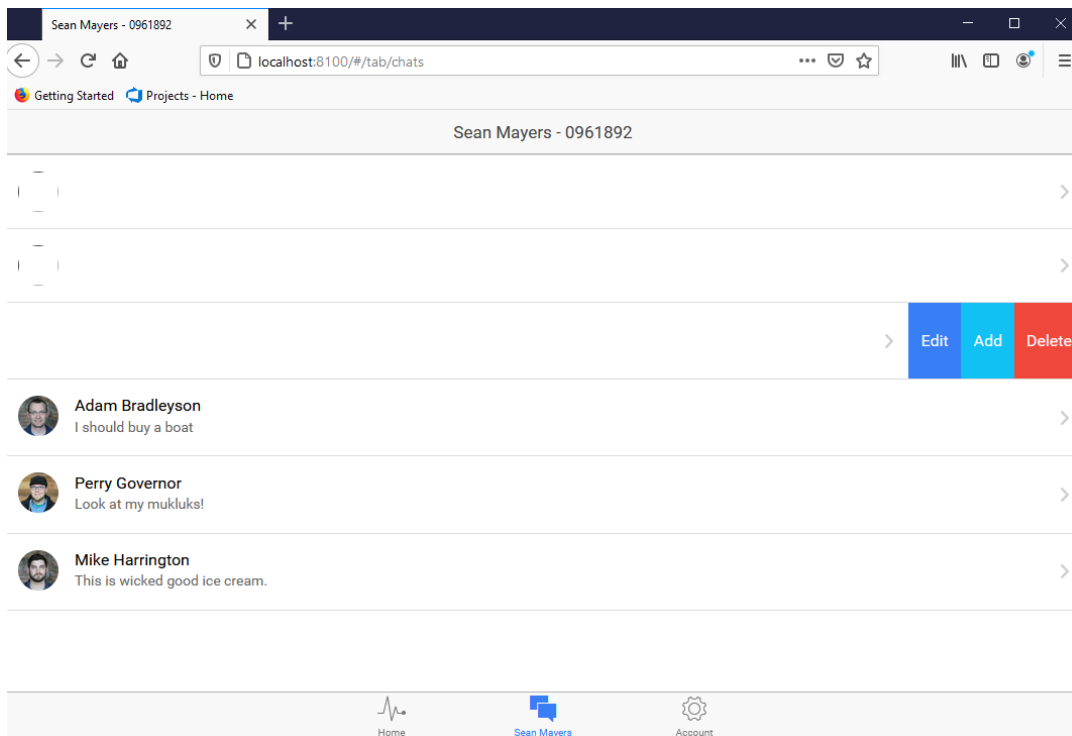 Sean Mayers - 0961892
localhost:8100/#/tab/chats
Getting Started Projects - Home
Sean Mayers - 0961892
Edit Add Delete
Adam Bradleyson
I should buy a boat
Perry Governor
Look at my mukluks!
Mike Harrington
This is wicked good ice cream.
Home Sean Mayers Account